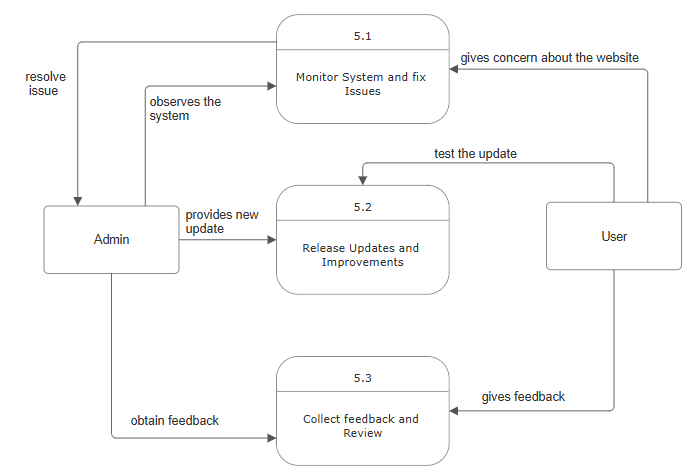 5.1
Monitor System and fix
Issues
gives concern about the website
resolve
issue
observes the
system
test the update
5.2
Release Updates and
Improvements
provides new
update
Admin
User
5.3
Collect feedback and
Review
gives feedback
obtain feedback